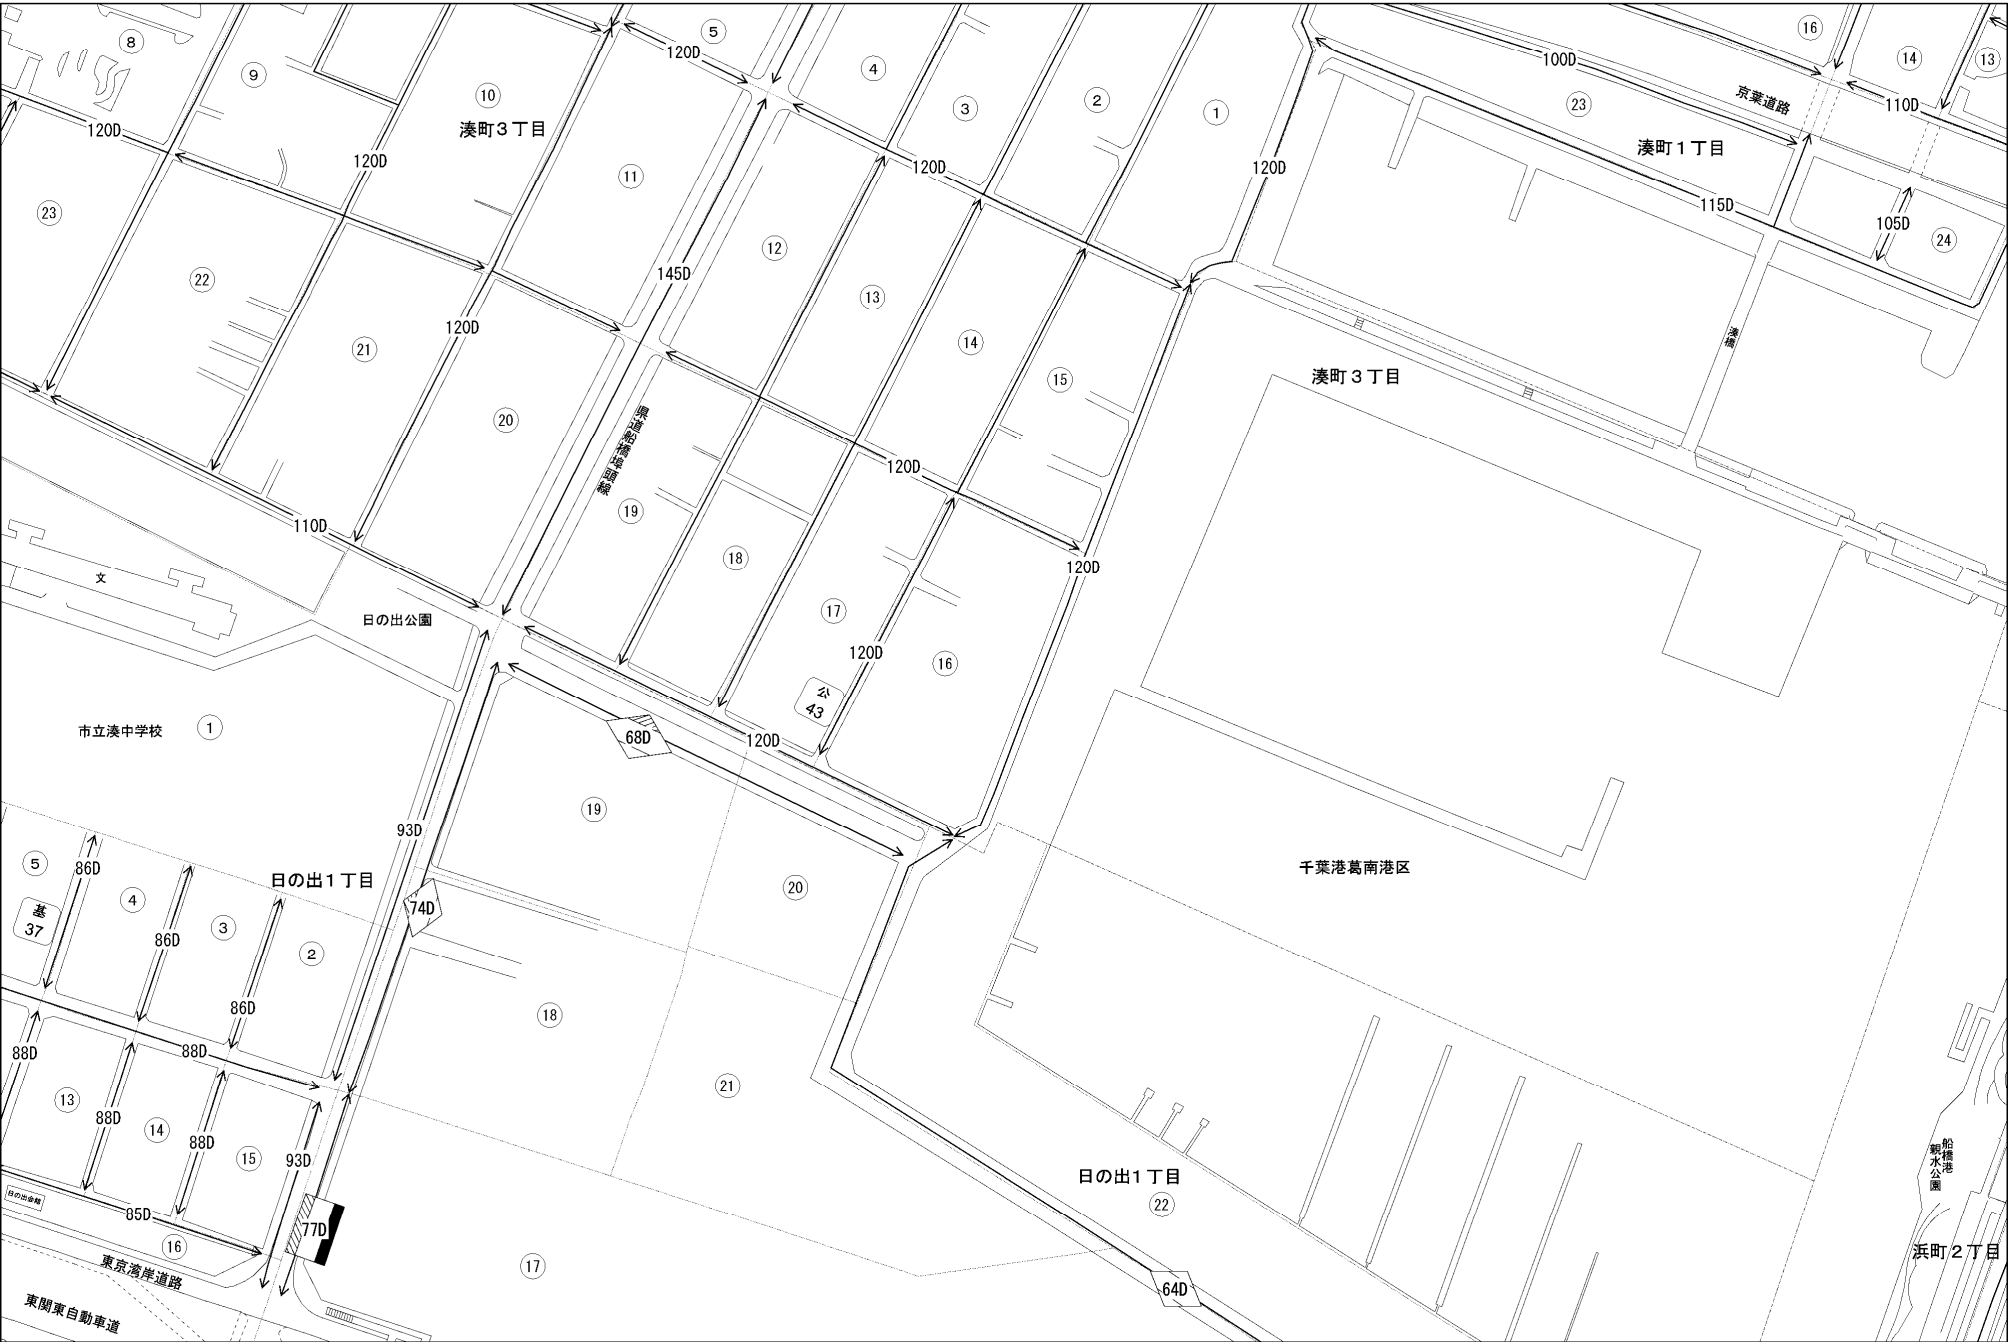 8
5
120D
16
9
4
100D
14
13
10
3
2
1
23
京葉道路
110D
120D
湊町3丁目
湊町1丁目
120D
120D
120D
11
115D
23
12
105D
24
22
145D
13
120D
21
14
湊橋
20
県道船橋埠頭線
15
湊町3丁目
120D
19
110D
18
120D
文
17
日の出公園
120D
16
公
43
市立湊中学校
1
68D
120D
19
93D
5
86D
日の出1丁目
20
千葉港葛南港区
4
基
37
74D
3
86D
2
86D
18
88D
88D
21
13
88D
14
88D
15
93D
日の出1丁目
22
船橋港
親水公園
日の出会館
85D
77D
16
浜町2丁目
東京湾岸道路
17
64D
東関東自動車道